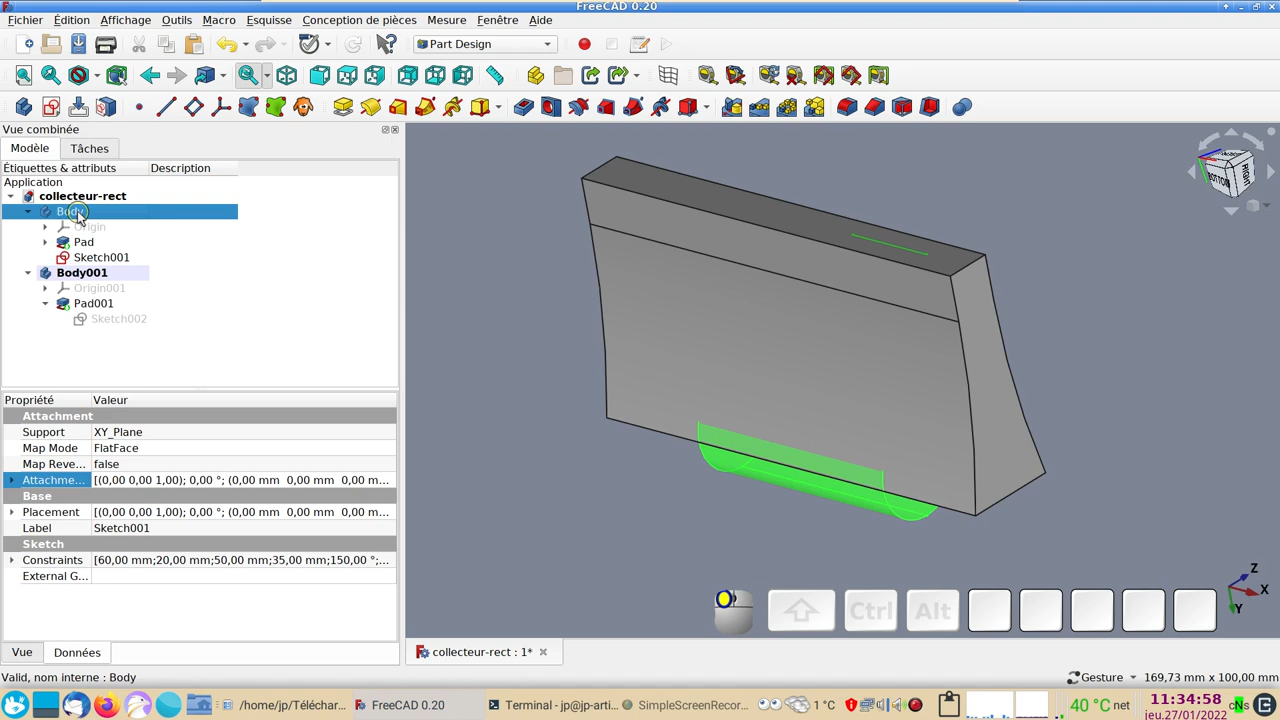 FreeCAD 0.20
Fichier Édition Affichage Outils Macro Esquisse Conception de pièces Mesure Fenêtre Aide
Part Design
Vue combinée
Modèle Tâches
Étiquettes & attributs Description
Application
collecteur-rect
Body
Origin
Pad
Sketch001
Body001
Origin001
Pad001
Sketch002
Propriété Valeur
Attachment
Support XY_Plane
Map Mode FlatFace
Map Reve... false
Attachme... [(0,00 0,00 1,00); 0,00 °; (0,00 mm 0,00 mm 0,00 m...
Base
Placement [(0,00 0,00 1,00); 0,00 °; (0,00 mm 0,00 mm 0,00 m...
Label Sketch001
Sketch
Constraints [60,00 mm;20,00 mm;50,00 mm;35,00 mm;150,00 °;...
External G...
Vue Données
BOTTOM FRONT
Ctrl Alt
Z
X
Y
collecteur-rect : 1*
Valid, nom interne : Body
Gesture 169,73 mm x 100,00 mm
/home/jp/Téléchar... FreeCAD 0.20 Terminal - jp@jp-arti... SimpleScreenRecor... 1 °C 40 °C net 11:34:58
jeu.27/01/2022